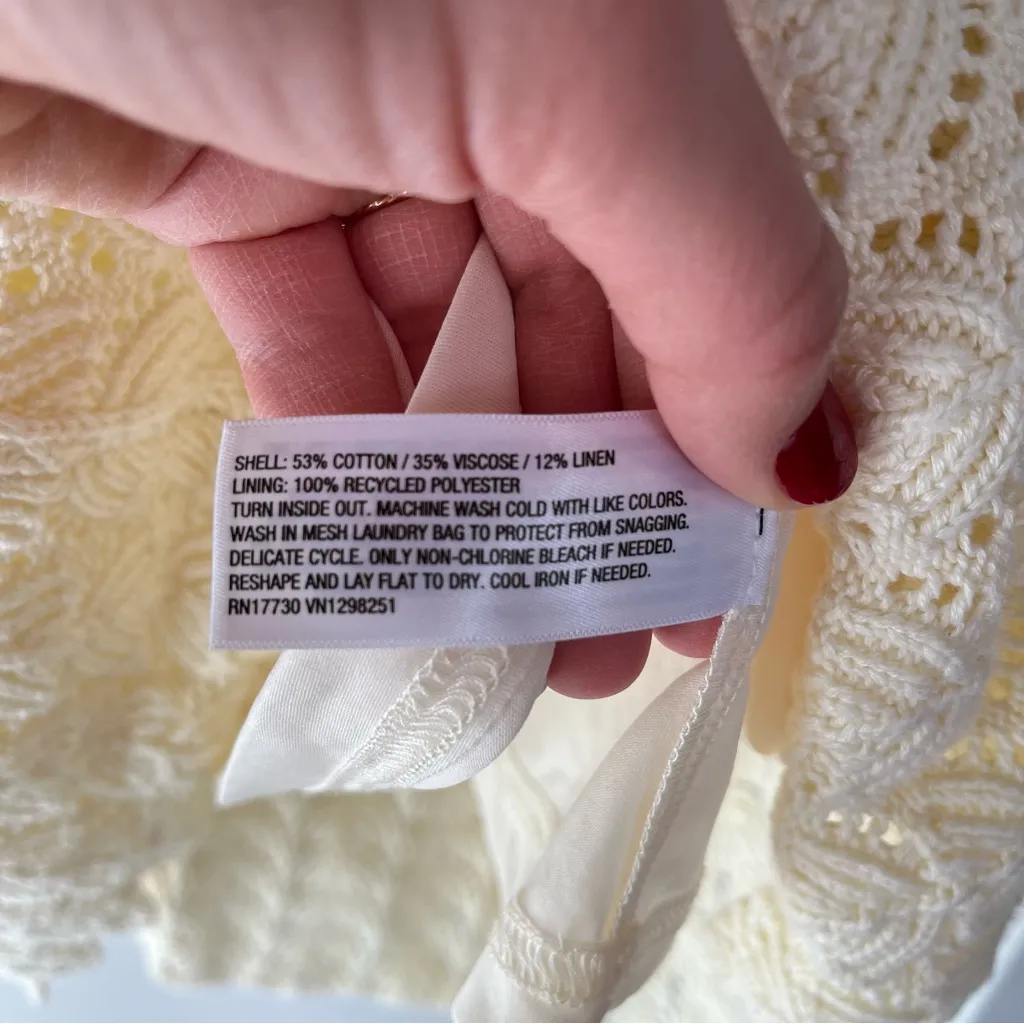 SHELL: 53% COTTON / 35% VISCOSE / 12% LINEN
LINING: 100% RECYCLED POLYESTER
TURN INSIDE OUT. MACHINE WASH COLD WITH LIKE COLORS.
WASH IN MESH LAUNDRY BAG TO PROTECT FROM SNAGGING.
DELICATE CYCLE. ONLY NON-CHLORINE BLEACH IF NEEDED.
RESHAPE AND LAY FLAT TO DRY. COOL IRON IF NEEDED.
RN17730 VN1298251